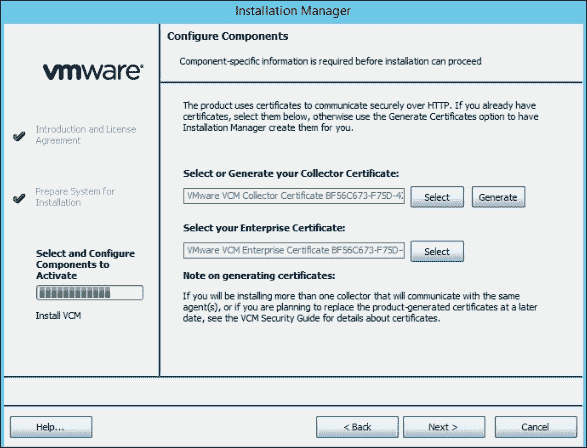 Installation Manager
vmware
Introduction and License
Agreement
Prepare System for
Installation
Select and Configure
Components to
Activate
Install VCM
Configure Components
Component-specific information is required before installation can proceed
The product uses certificates to communicate securely over HTTP. If you already have
certificates, select them below, otherwise use the Generate Certificates option to have
Installation Manager create them for you.
Select or Generate your Collector Certificate:
VMware VCM Collector Certificate BF56C673-F75D-42
Select
Generate
Select your Enterprise Certificate:
VMware VCM Enterprise Certificate BF56C673-F75D-
Select
Note on generating certificates:
If you will be installing more than one collector that will communicate with the same
agent(s), or if you are planning to replace the product-generated certificates at a later
date, see the VCM Security Guide for details about certificates.
Help...
< Back
Next >
Cancel